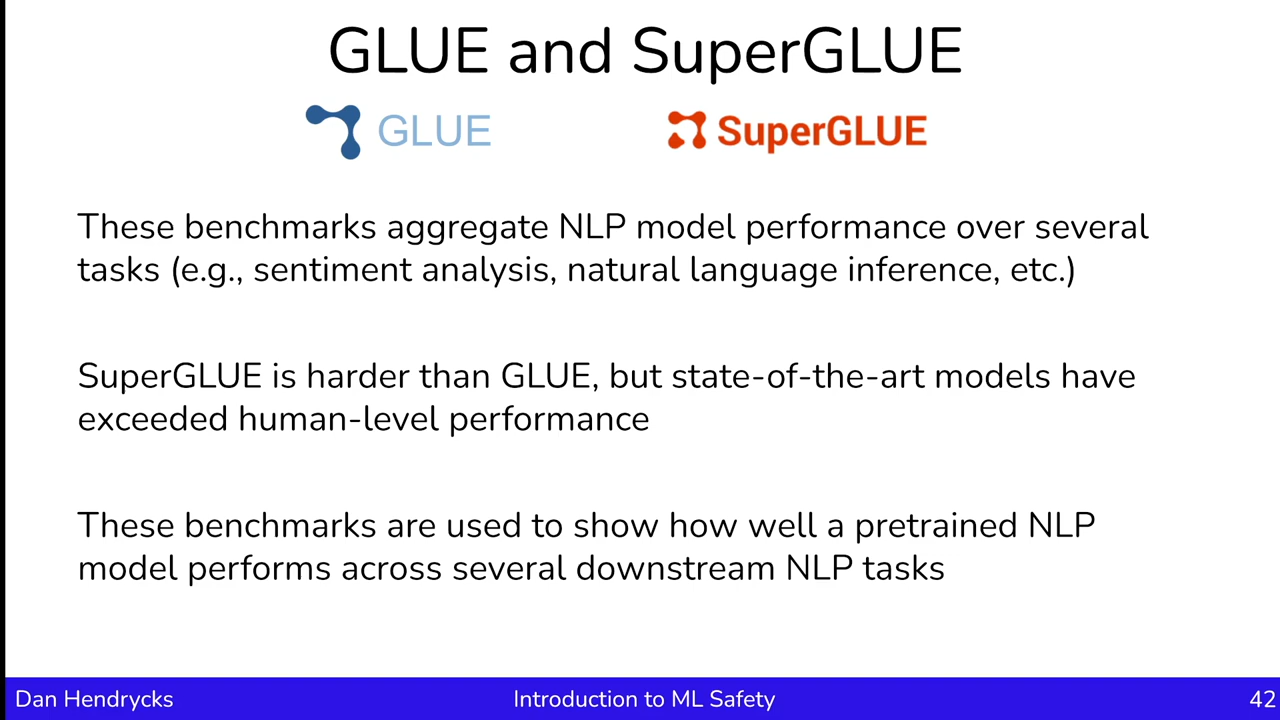 GLUE and SuperGLUE
GLUE
SuperGLUE
These benchmarks aggregate NLP model performance over several
tasks (e.g., sentiment analysis, natural language inference, etc.)
SuperGLUE is harder than GLUE, but state-of-the-art models have
exceeded human-level performance
These benchmarks are used to show how well a pretrained NLP
model performs across several downstream NLP tasks
Dan Hendrycks
Introduction to ML Safety
42